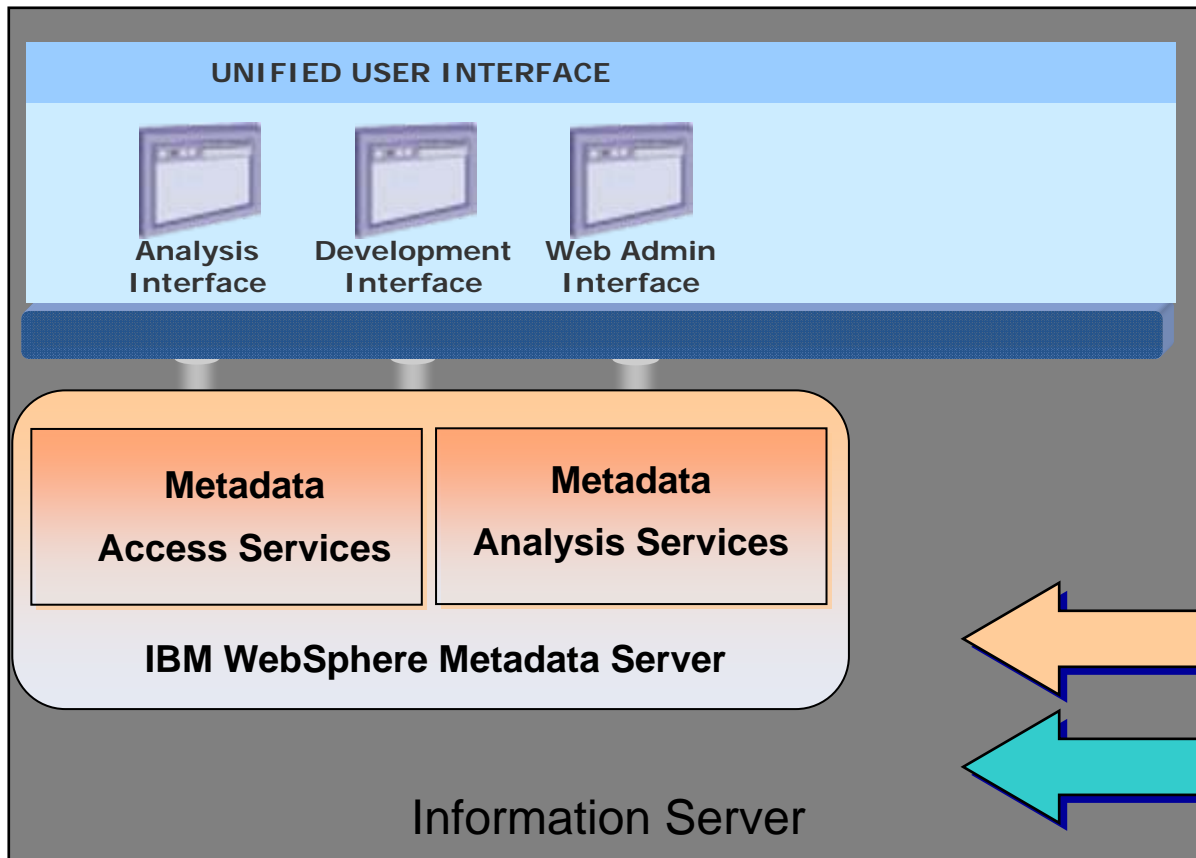 UNIFIED USER INTERFACE
Analysis
Interface
Development
Interface
Web Admin
Interface
Metadata
Access Services
Metadata
Analysis Services
IBM WebSphere Metadata Server
Information Server